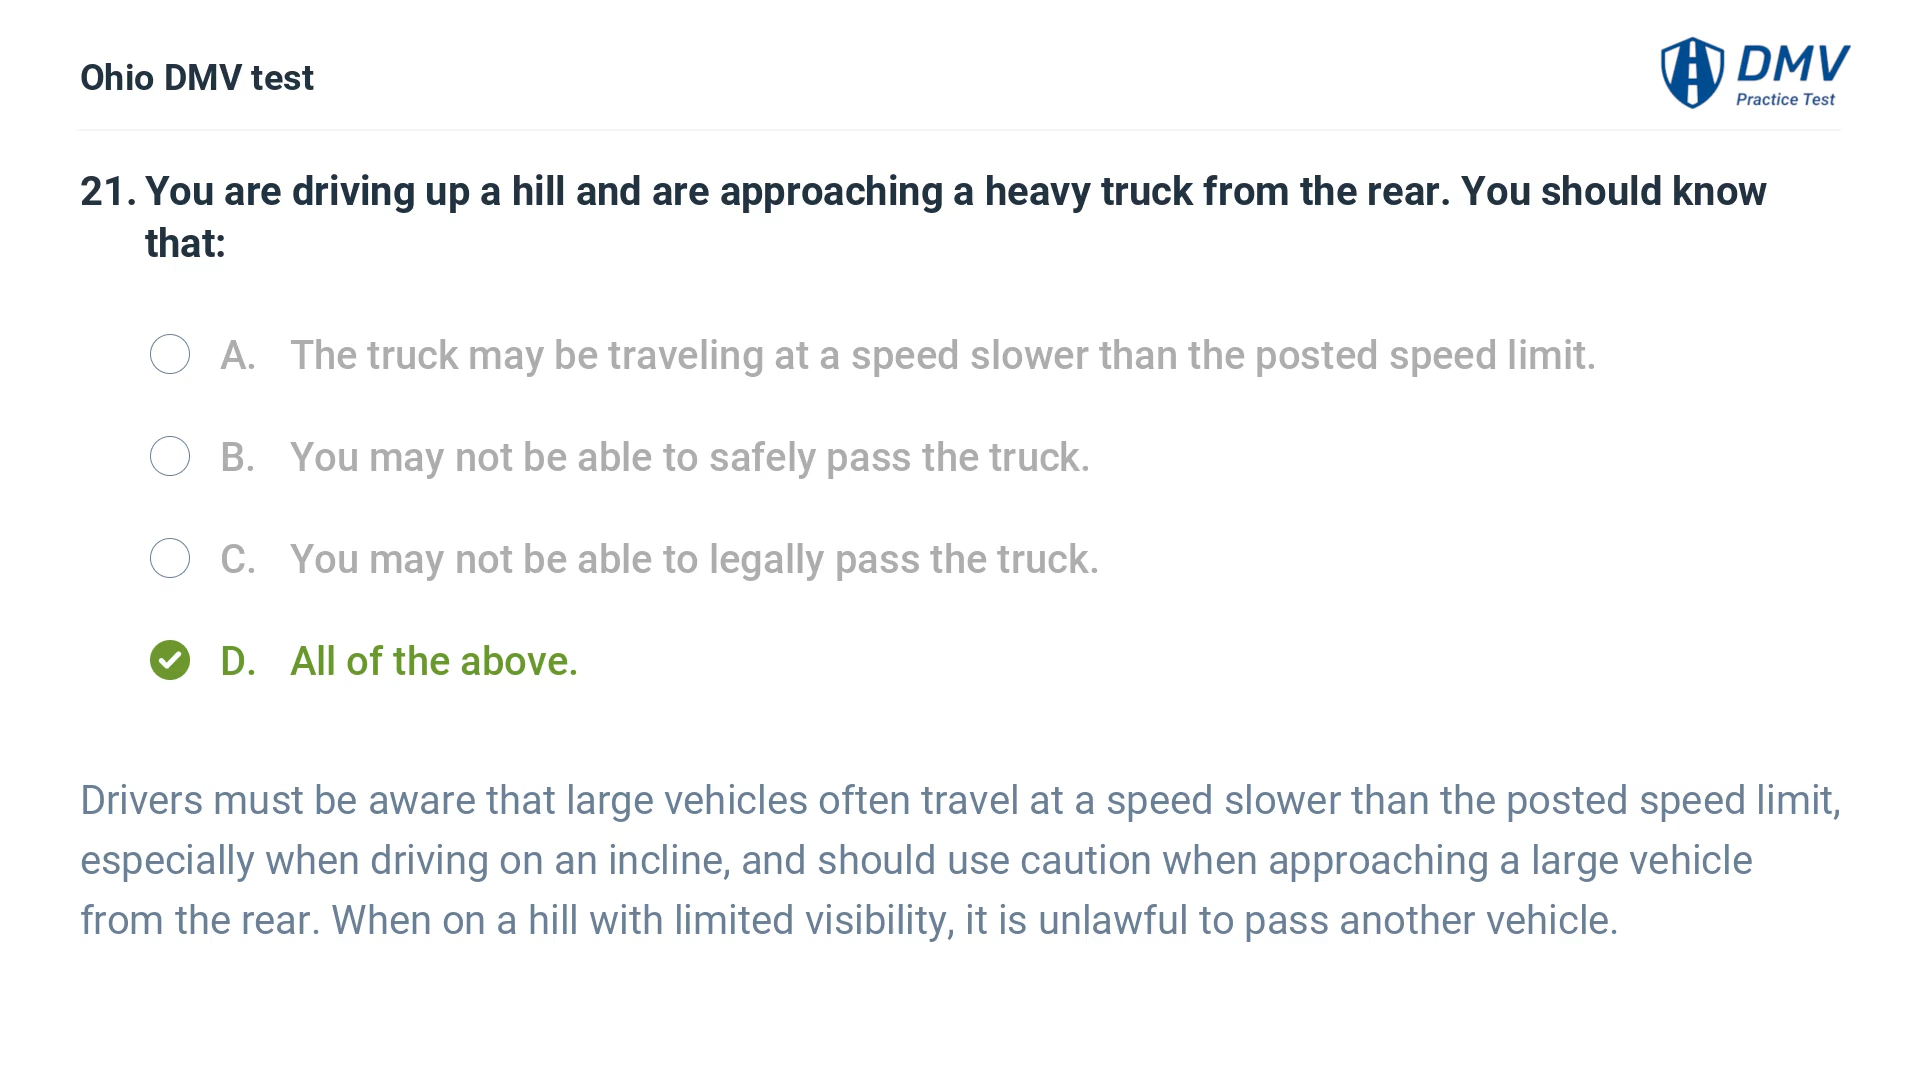 Ohio DMV test
DMV
Practice Test
21. You are driving up a hill and are approaching a heavy truck from the rear. You should know
that:
A. The truck may be traveling at a speed slower than the posted speed limit.
B. You may not be able to safely pass the truck.
C. You may not be able to legally pass the truck.
D. All of the above.
Drivers must be aware that large vehicles often travel at a speed slower than the posted speed limit,
especially when driving on an incline, and should use caution when approaching a large vehicle
from the rear. When on a hill with limited visibility, it is unlawful to pass another vehicle.